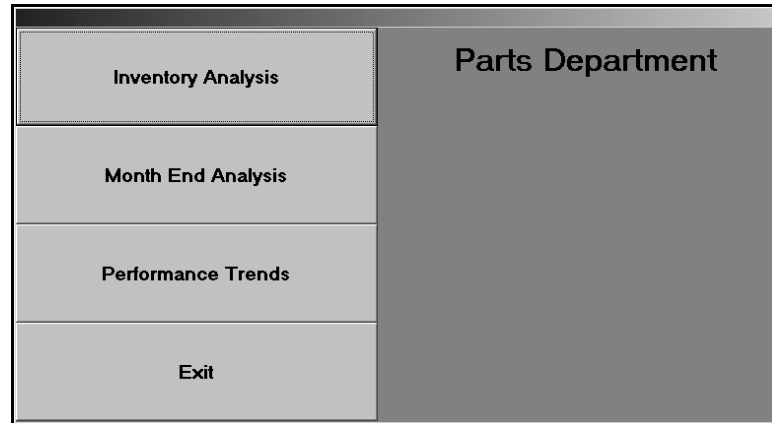 Parts Department
Inventory Analysis
Month End Analysis
Performance Trends
Exit